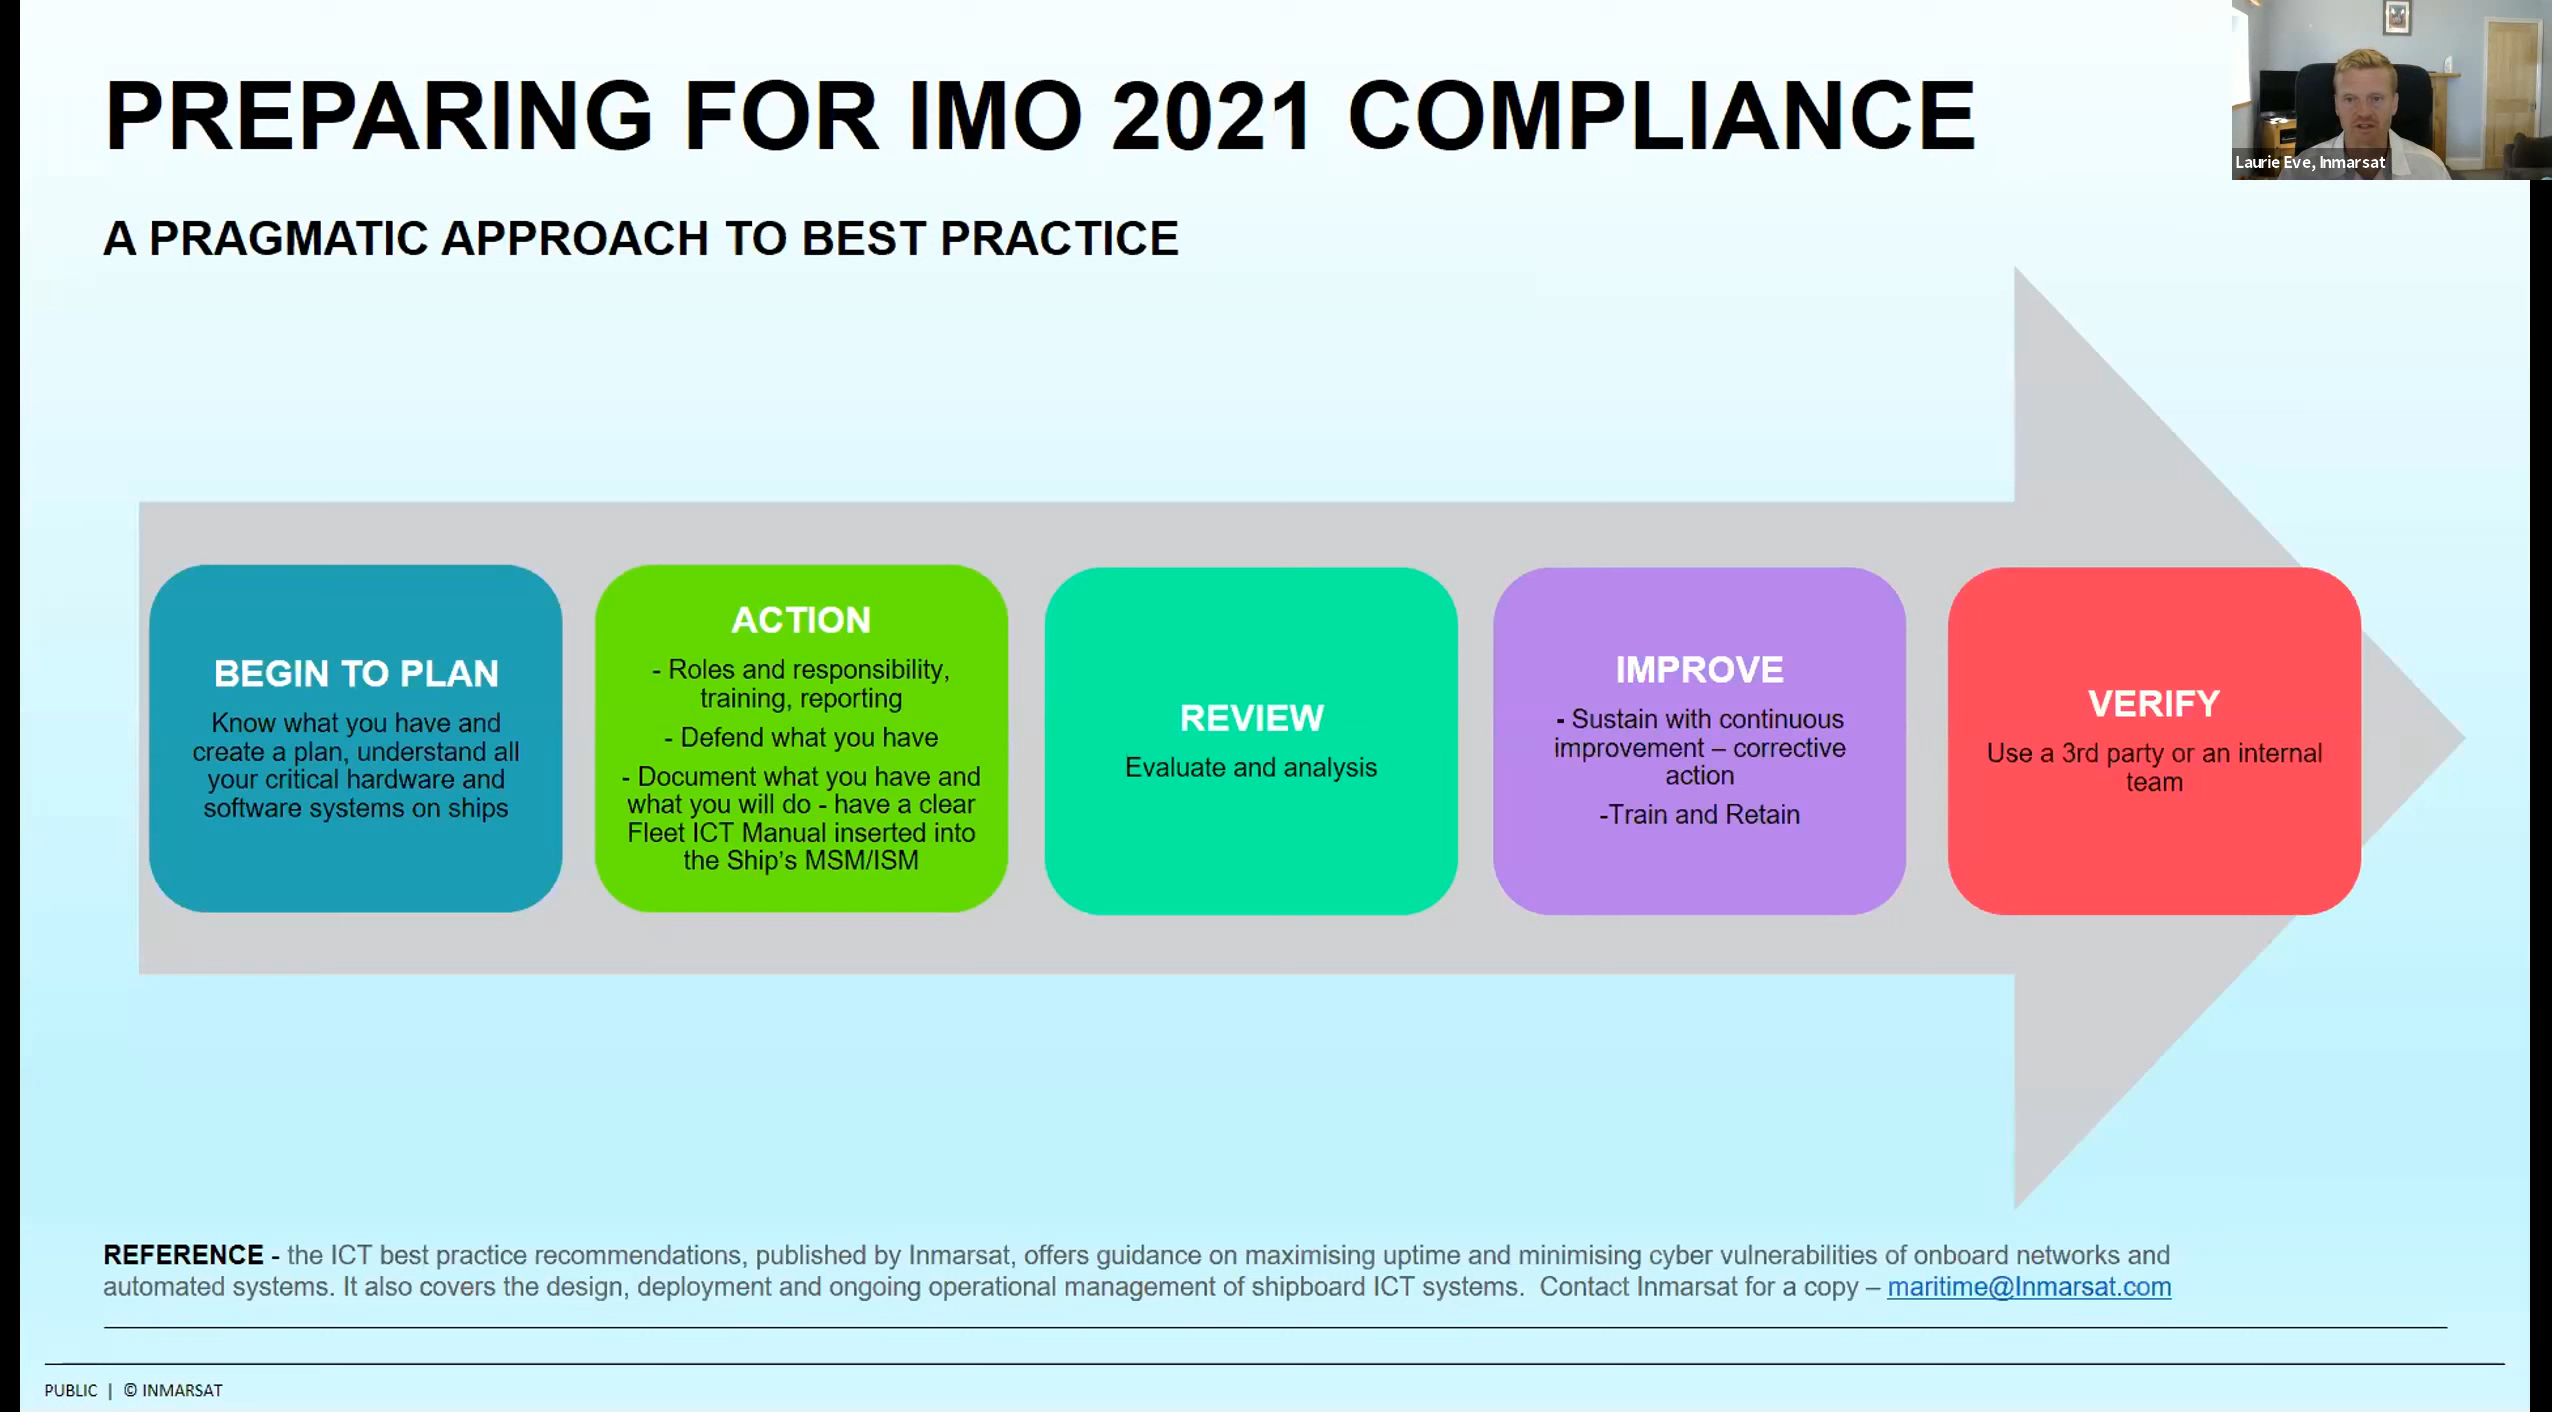 PREPARING FOR IMO 2021 COMPLIANCE
Laurie Eve, Inmarsat
A PRAGMATIC APPROACH TO BEST PRACTICE
BEGIN TO PLAN
Know what you have and
create a plan, understand all
your critical hardware and
software systems on ships
ACTION
- Roles and responsibility,
training, reporting
- Defend what you have
- Document what you have and
what you will do - have a clear
Fleet ICT Manual inserted into
the Ship’s MSM/ISM
REVIEW
Evaluate and analysis
IMPROVE
- Sustain with continuous
improvement – corrective
action
-Train and Retain
VERIFY
Use a 3rd party or an internal
team
REFERENCE - the ICT best practice recommendations, published by Inmarsat, offers guidance on maximising uptime and minimising cyber vulnerabilities of onboard networks and
automated systems. It also covers the design, deployment and ongoing operational management of shipboard ICT systems.  Contact Inmarsat for a copy – maritime@Inmarsat.com
PUBLIC | © INMARSAT